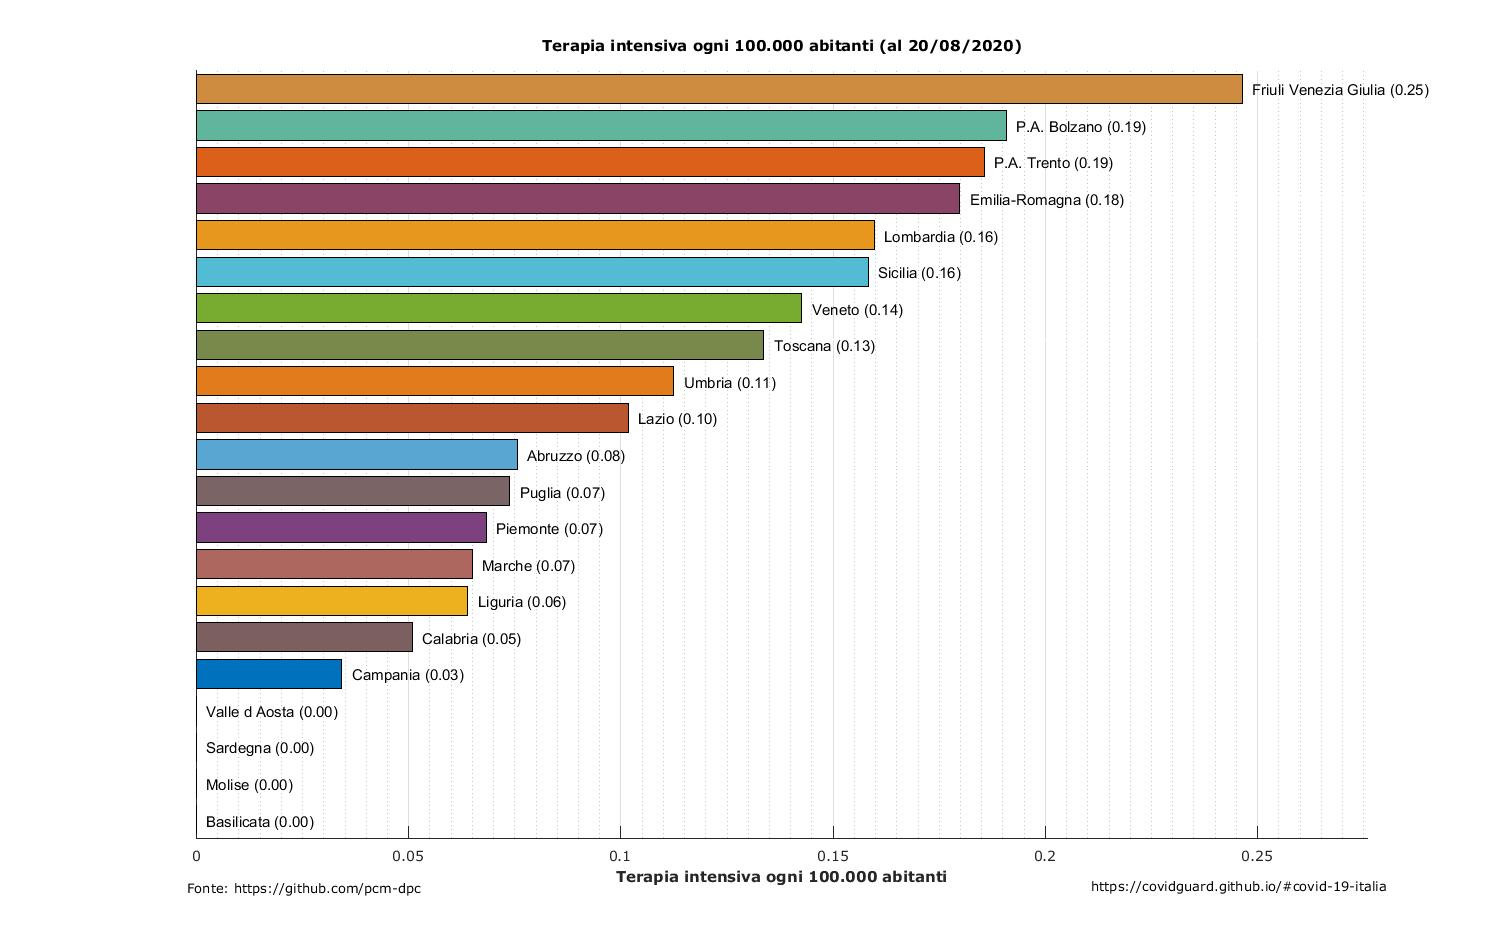 Terapia intensiva ogni 100.000 abitanti (al 20/08/2020)
Friuli Venezia Giulia (0.25)
P.A. Bolzano (0.19)
P.A. Trento (0.19)
Emilia-Romagna (0.18)
Lombardia (0.16)
Sicilia (0.16)
Veneto (0.14)
Toscana (0.13)
Umbria (0.11)
Lazio (0.10)
Abruzzo (0.08)
Puglia (0.07)
Piemonte (0.07)
Marche (0.07)
Liguria (0.06)
Calabria (0.05)
Campania (0.03)
Valle d Aosta (0.00)
Sardegna (0.00)
Molise (0.00)
Basilicata (0.00)
0 0.05 0.1 0.15 0.2 0.25
Terapia intensiva ogni 100.000 abitanti
Fonte: https://github.com/pcm-dpc
https://covidguard.github.io/#covid-19-italia